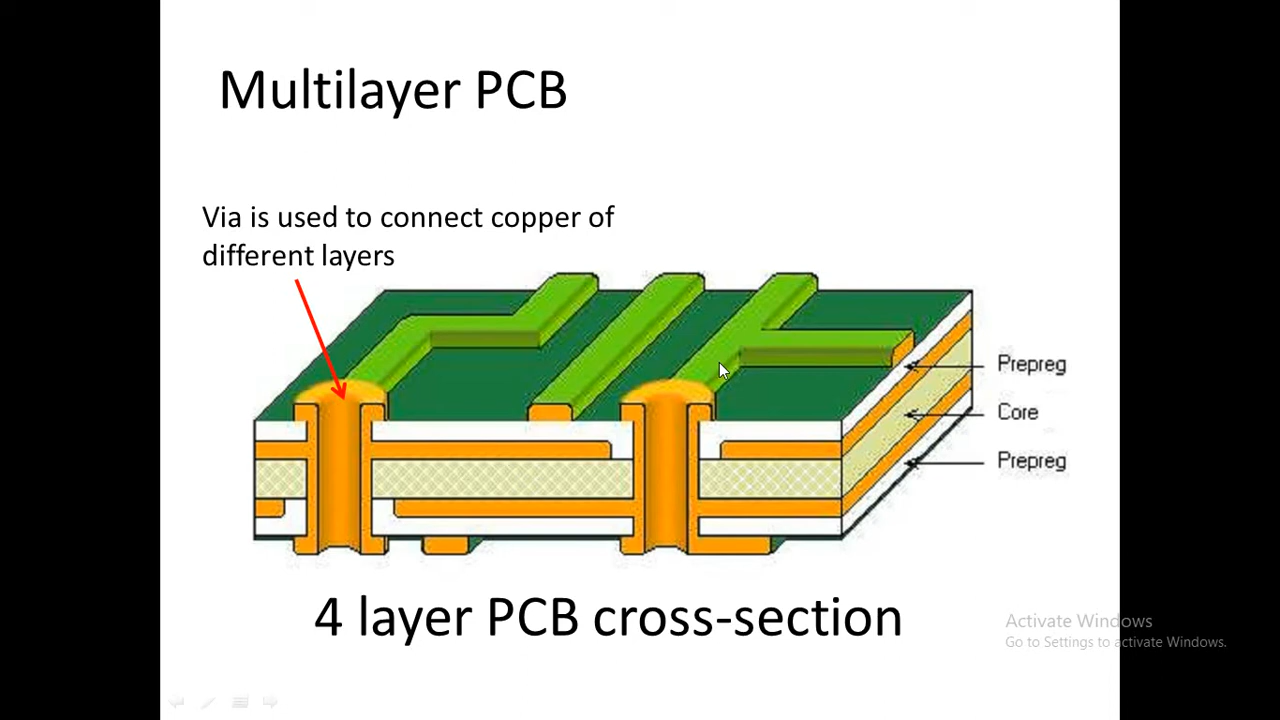 Multilayer PCB
Via is used to connect copper of
different layers
Prepreg
Core
Prepreg
4 layer PCB cross-section
Activate Windows
Go to Settings to activate Windows.